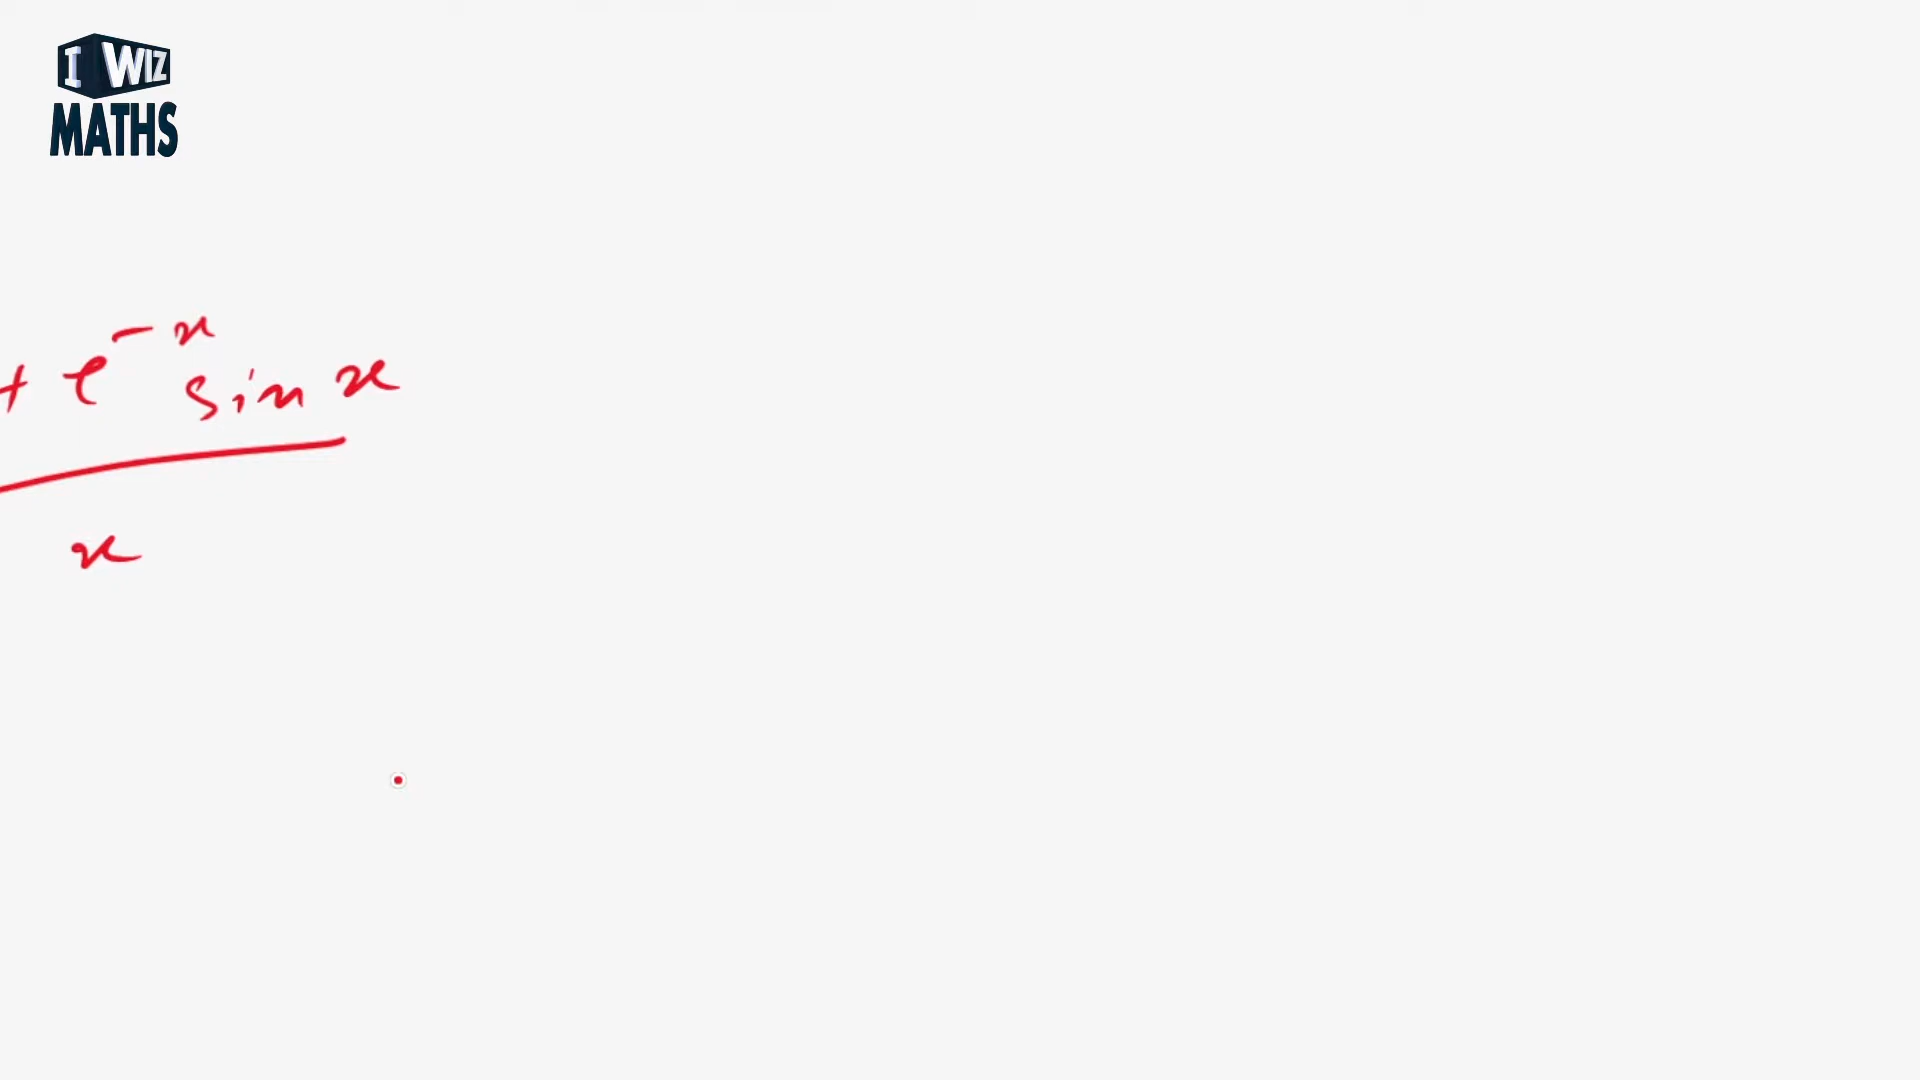 I WIZ
MATHS
+ e^{-x} sin x
x